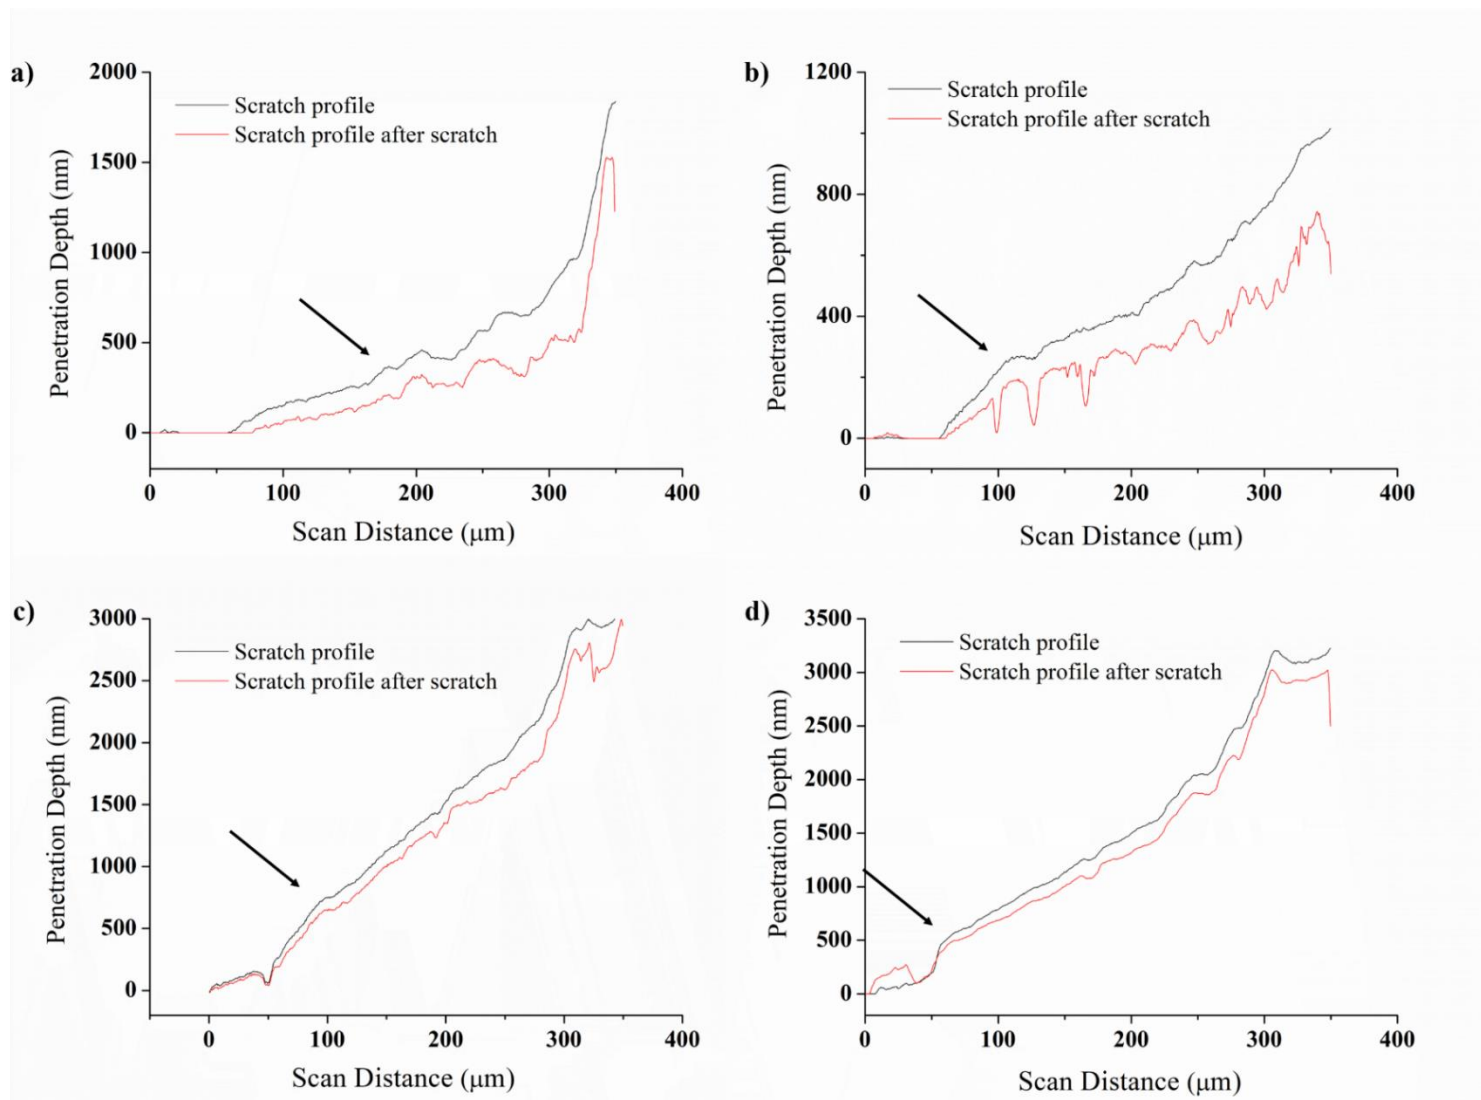 a)
2000
1500
1000
500
0
Penetration Depth (nm)
Scratch profile
Scratch profile after scratch
0 100 200 300 400
Scan Distance (μm)
b)
1200
800
400
0
Penetration Depth (nm)
Scratch profile
Scratch profile after scratch
0 100 200 300 400
Scan Distance (μm)
c)
3000
2500
2000
1500
1000
500
0
Penetration Depth (nm)
Scratch profile
Scratch profile after scratch
0 100 200 300 400
Scan Distance (μm)
d)
3500
3000
2500
2000
1500
1000
500
0
Penetration Depth (nm)
Scratch profile
Scratch profile after scratch
0 100 200 300 400
Scan Distance (μm)